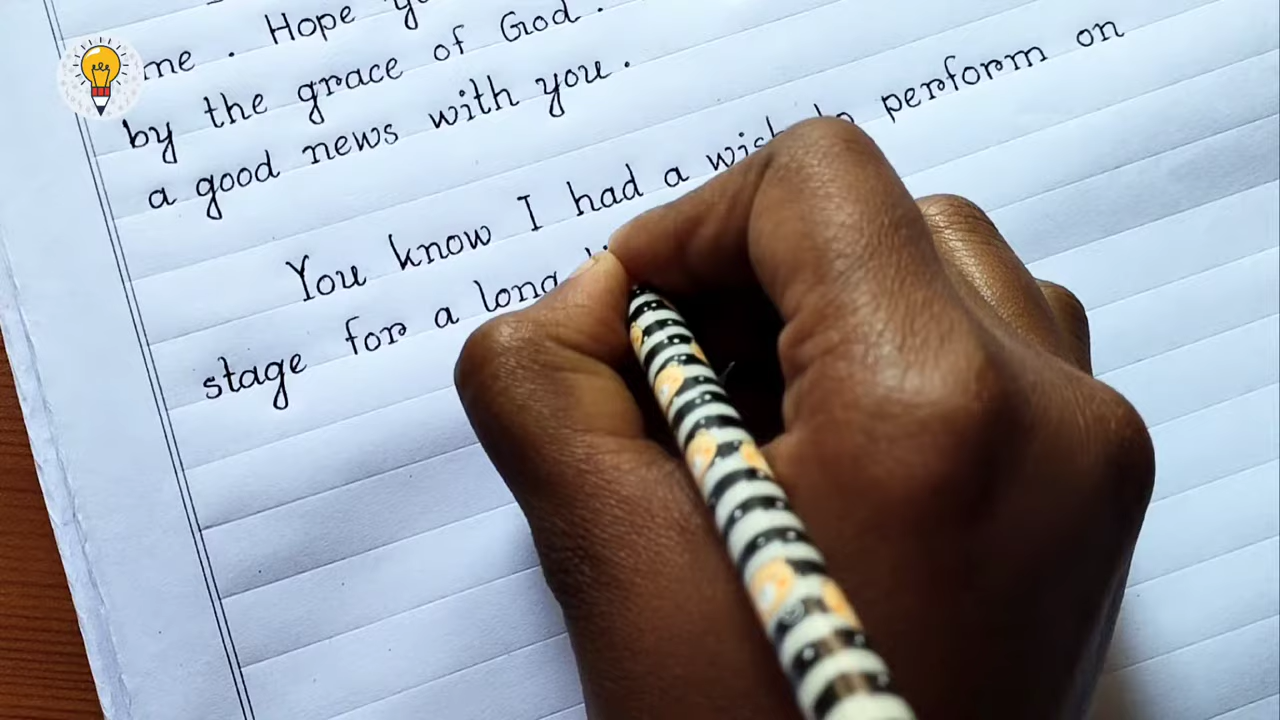 me. Hope
by the grace of God.
a good news with you.
You know I had a wish to perform on
stage for a long